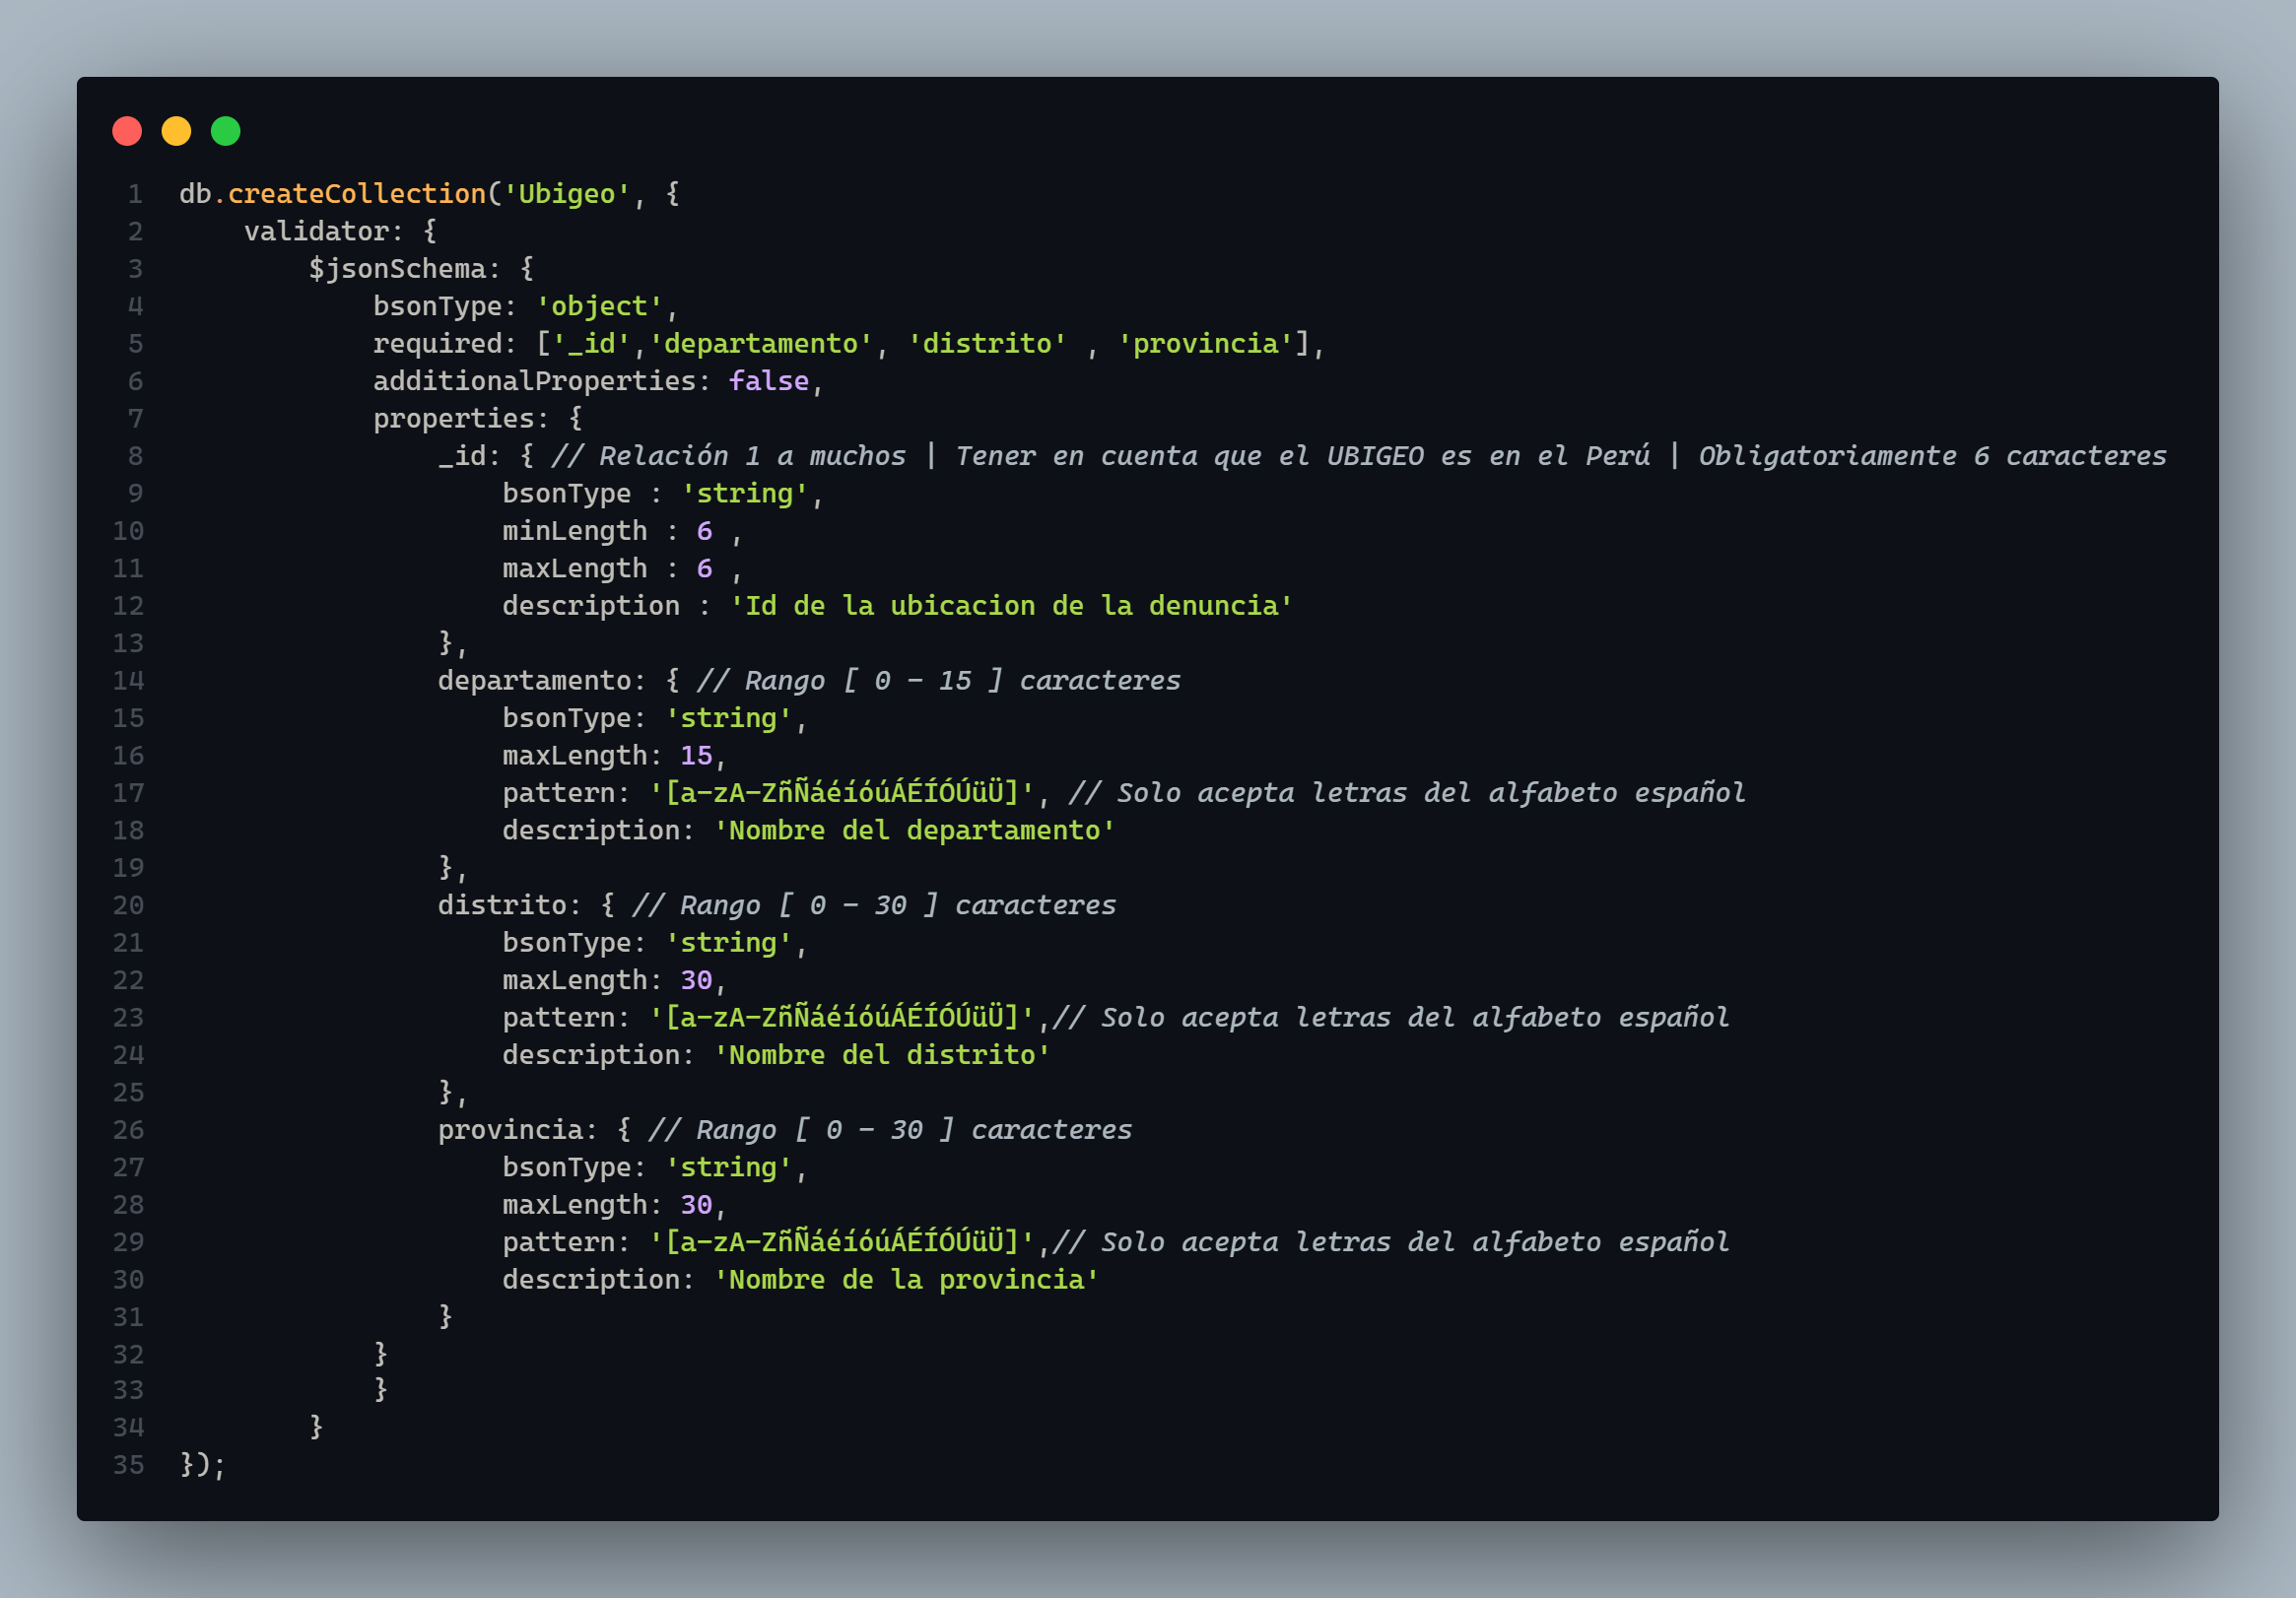 1 db.createCollection('Ubigeo', {
2     validator: {
3         $jsonSchema: {
4             bsonType: 'object',
5             required: ['_id','departamento', 'distrito' , 'provincia'],
6             additionalProperties: false,
7             properties: {
8                 _id: { // Relación 1 a muchos | Tener en cuenta que el UBIGEO es en el Perú | Obligatoriamente 6 caracteres
9                     bsonType : 'string',
10                     minLength : 6 ,
11                     maxLength : 6 ,
12                     description : 'Id de la ubicacion de la denuncia'
13                 },
14                 departamento: { // Rango [ 0 - 15 ] caracteres
15                     bsonType: 'string',
16                     maxLength: 15,
17                     pattern: '[a-zA-ZñÑáéíóúÁÉÍÓÚüÜ]', // Solo acepta letras del alfabeto español
18                     description: 'Nombre del departamento'
19                 },
20                 distrito: { // Rango [ 0 - 30 ] caracteres
21                     bsonType: 'string',
22                     maxLength: 30,
23                     pattern: '[a-zA-ZñÑáéíóúÁÉÍÓÚüÜ]',// Solo acepta letras del alfabeto español
24                     description: 'Nombre del distrito'
25                 },
26                 provincia: { // Rango [ 0 - 30 ] caracteres
27                     bsonType: 'string',
28                     maxLength: 30,
29                     pattern: '[a-zA-ZñÑáéíóúÁÉÍÓÚüÜ]',// Solo acepta letras del alfabeto español
30                     description: 'Nombre de la provincia'
31                 }
32             }
33             }
34         }
35 });